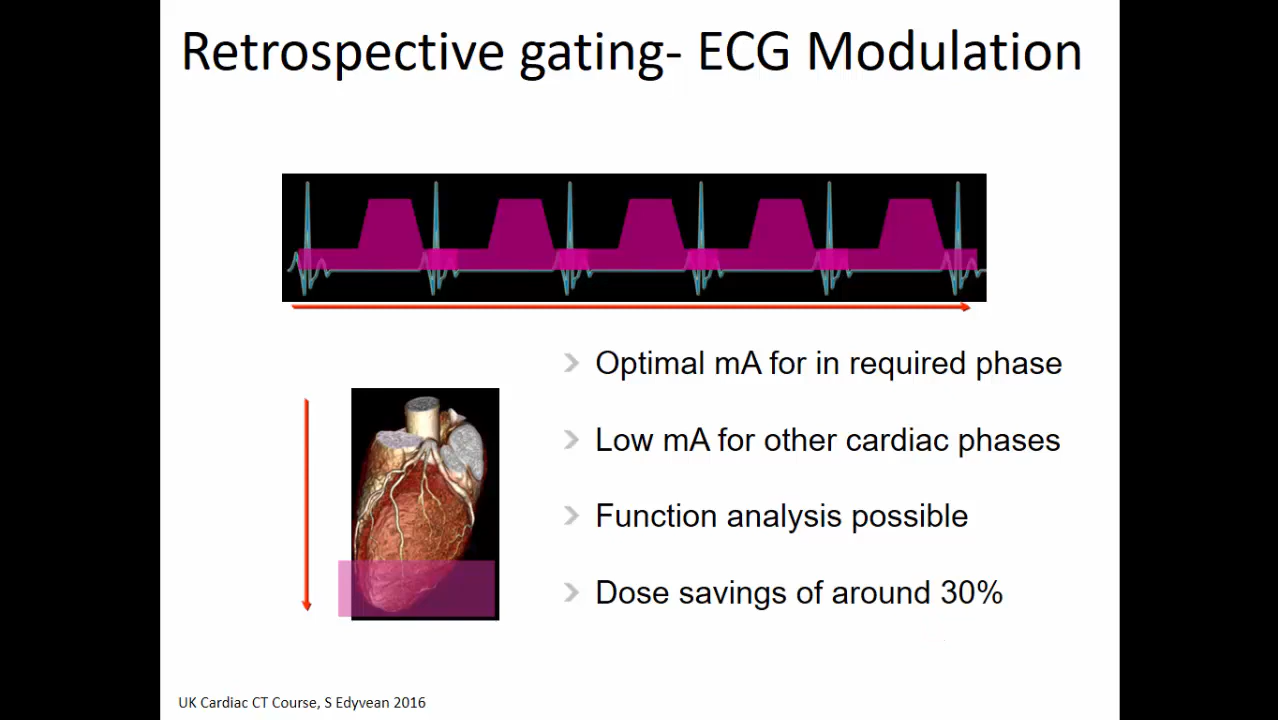 Retrospective gating- ECG Modulation
Optimal mA for in required phase
Low mA for other cardiac phases
Function analysis possible
Dose savings of around 30%
UK Cardiac CT Course, S Edyvean 2016